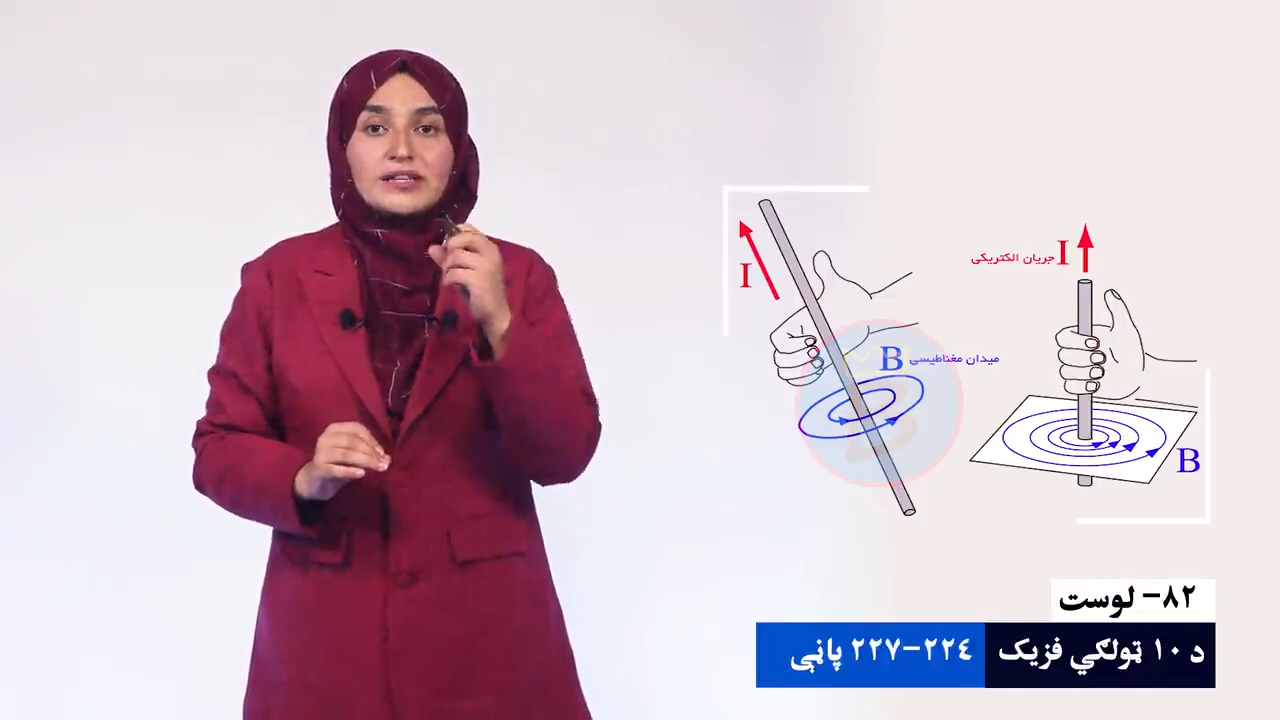 I جریان الکتریکی
I
B میدان مغناطیسی
B
۸۲- لوست
د ۱۰ ټولګي فزیک ۲۲۴-۲۲۷ پاڼې